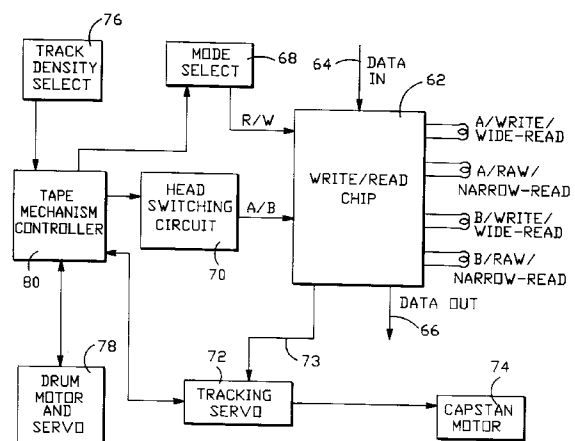 76
TRACK
DENSITY
SELECT
MODE
SELECT
68
64
DATA
IN
62
R/W
A/WRITE/
WIDE-READ
A/RAW/
NARROW-READ
WRITE/READ
CHIP
TAPE
MECHANISM
CONTROLLER
80
HEAD
SWITCHING
CIRCUIT
70
A/B
B/WRITE/
WIDE-READ
B/RAW/
NARROW-READ
DATA OUT
66
78
DRUM
MOTOR
AND
SERVO
72
73
TRACKING
SERVO
74
CAPSTAN
MOTOR